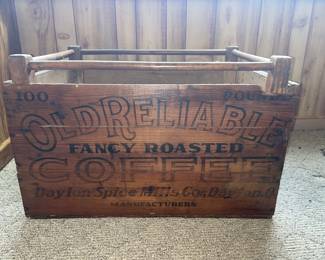 100 POUNDS
OLD RELIABLE
FANCY ROASTED
COFFEE
Dayton Spice Mills Co. Dayton. O.
MANUFACTURERS